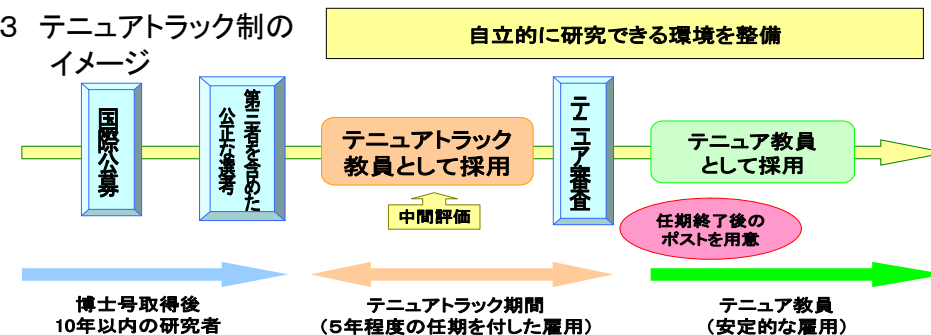 3 テニュアトラック制の
イメージ
自立的に研究できる環境を整備
国際公募
第三者を含めた
公正な選考
テニュアトラック
教員として採用
中間評価
テニュア審査
テニュア教員
として採用
任期終了後の
ポストを用意
博士号取得後
10年以内の研究者
テニュアトラック期間
(5年程度の任期を付した雇用)
テニュア教員
(安定的な雇用)